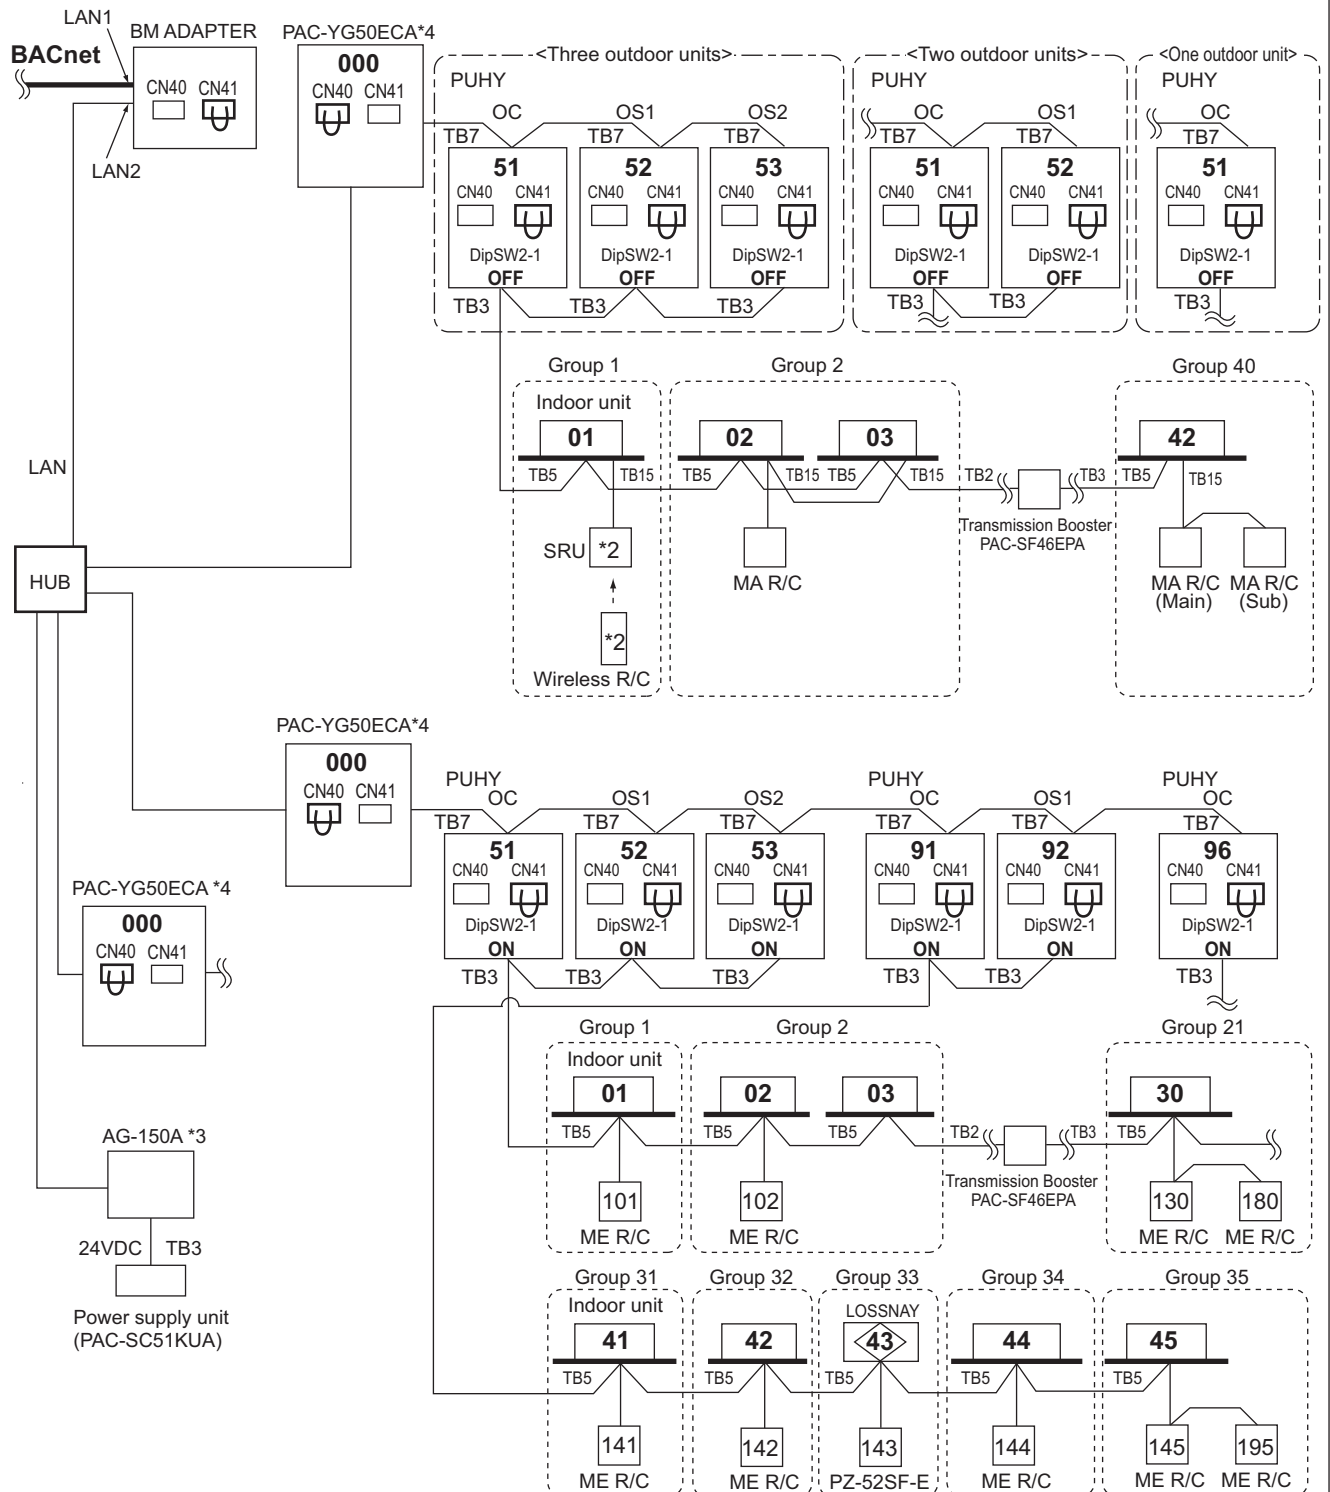 LAN1
BM ADAPTER
BACnet
CN40 CN41
LAN2
PAC-YG50ECA*4
000
CN40 CN41
<Three outdoor units>
PUHY
OC OS1 OS2
TB7 TB7 TB7
51 52 53
CN40 CN41 CN40 CN41 CN40 CN41
DipSW2-1 DipSW2-1 DipSW2-1
OFF OFF OFF
TB3 TB3 TB3
<Two outdoor units>
PUHY
OC OS1
TB7 TB7
51 52
CN40 CN41 CN40 CN41
DipSW2-1 DipSW2-1
OFF OFF
TB3 TB3
<One outdoor unit>
PUHY
OC
TB7
51
CN40 CN41
DipSW2-1
OFF
TB3
Group 1 Group 2 Group 40
Indoor unit
01 02 03 42
TB5 TB15 TB5 TB15 TB5 TB15 TB2 TB3 TB5 TB15
Transmission Booster
PAC-SF46EPA
SRU *2
MA R/C
MA R/C
(Main)
MA R/C
(Sub)
*2
Wireless R/C
LAN
HUB
PAC-YG50ECA*4
000
CN40 CN41
PUHY PUHY PUHY
OC OS1 OS2 OC OS1 OC
TB7 TB7 TB7 TB7 TB7 TB7
51 52 53 91 92 96
CN40 CN41 CN40 CN41 CN40 CN41 CN40 CN41 CN40 CN41 CN40 CN41
DipSW2-1 DipSW2-1 DipSW2-1 DipSW2-1 DipSW2-1 DipSW2-1
ON ON ON ON ON ON
TB3 TB3 TB3 TB3 TB3 TB3
PAC-YG50ECA *4
000
CN40 CN41
Group 1 Group 2 Group 21
Indoor unit
01 02 03 30
TB5 TB5 TB5 TB2 TB3 TB5
Transmission Booster
PAC-SF46EPA
101 102 130 180
ME R/C ME R/C ME R/C ME R/C
AG-150A *3
24VDC TB3
Power supply unit
(PAC-SC51KUA)
Group 31 Group 32 Group 33 Group 34 Group 35
Indoor unit LOSSNAY
41 42 43 44 45
TB5 TB5 TB5 TB5 TB5
141 142 143 144 145 195
ME R/C ME R/C PZ-52SF-E ME R/C ME R/C ME R/C